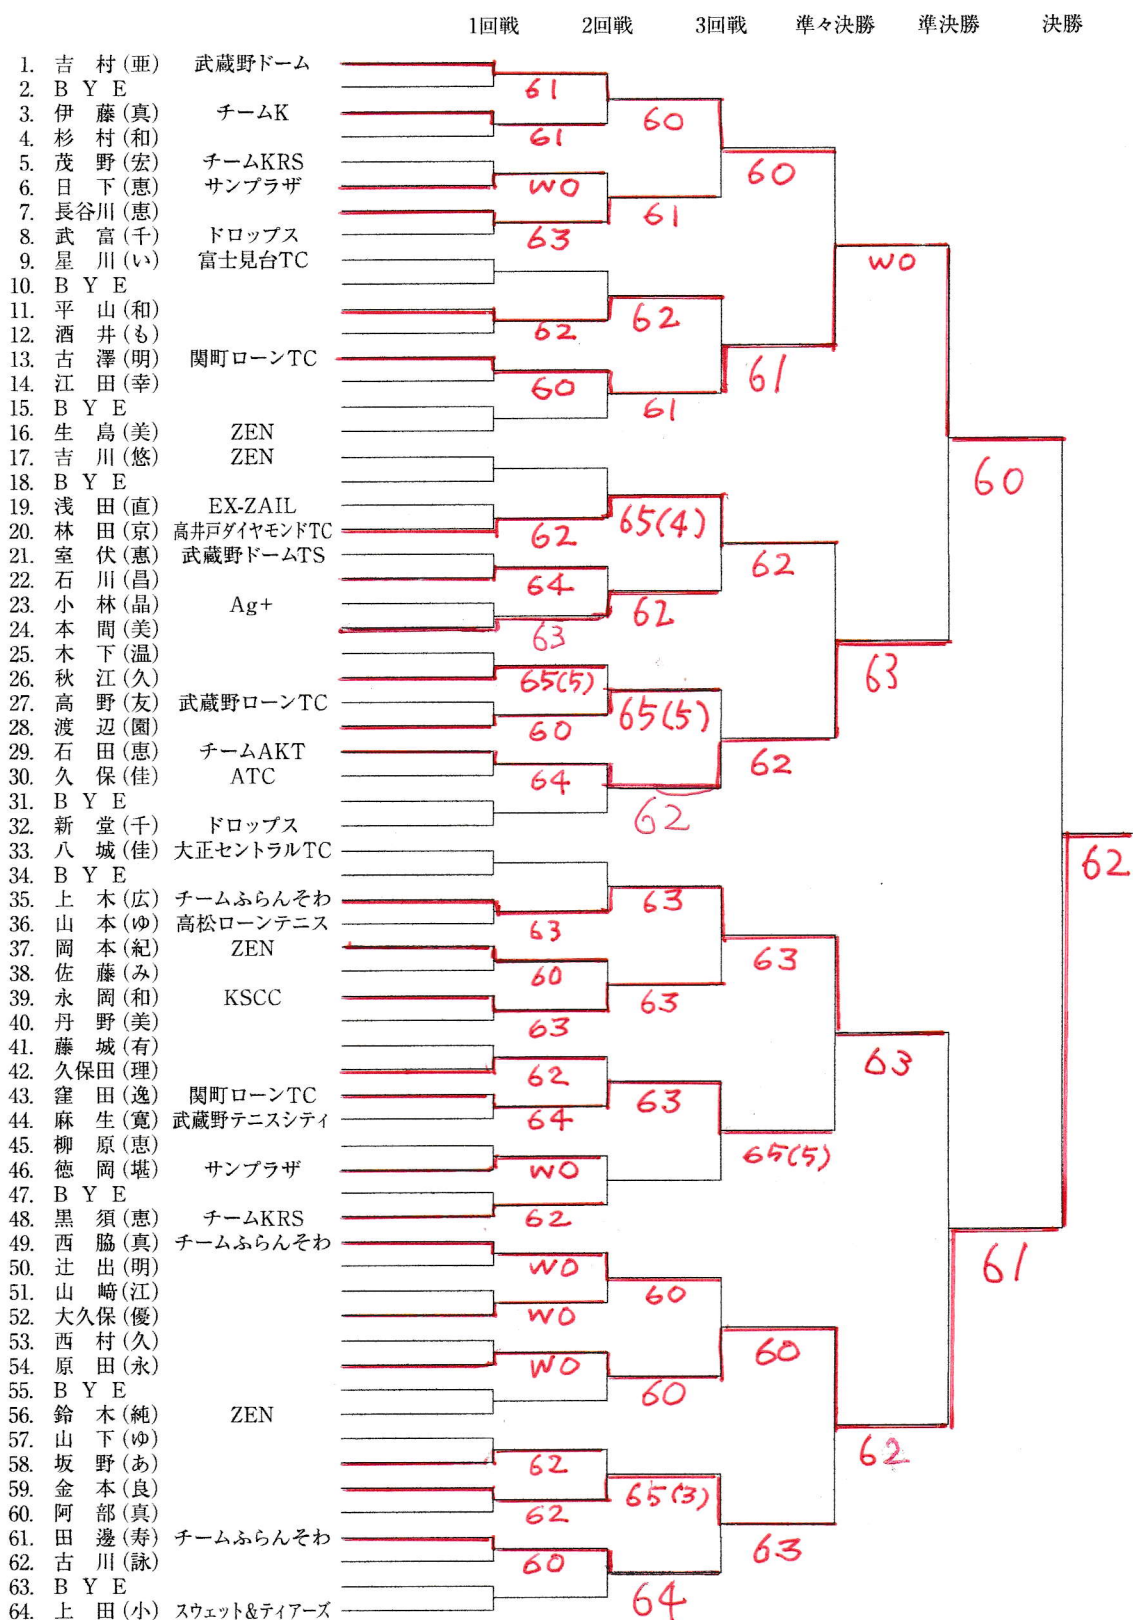 1回戦 2回戦 3回戦 準々決勝 準決勝 決勝
1. 吉 村(亜) 武蔵野ドーム
2. B Y E
61
3. 伊 藤(真) チームK
60
4. 杉 村(和)
61
5. 茂 野(宏) チームKRS
60
6. 日 下(恵) サンプラザ
WO
7. 長谷川(恵)
61
8. 武 富(千) ドロップス
63
9. 星 川(い) 富士見台TC
WO
10. B Y E
11. 平 山(和)
62
12. 酒 井(も)
62
13. 古 澤(明) 関町ローンTC
61
14. 江 田(幸)
60
15. B Y E
61
16. 生 島(美) ZEN
17. 吉 川(悠) ZEN
60
18. B Y E
19. 浅 田(直) EX-ZAIL
65(4)
20. 林 田(京) 高井戸ダイヤモンドTC
62
21. 室 伏(惠) 武蔵野ドームTS
62
22. 石 川(昌)
64
23. 小 林(晶) Ag+
62
24. 本 間(美)
63
25. 木 下(温)
63
26. 秋 江(久)
65(5)
27. 高 野(友) 武蔵野ローンTC
65(5)
28. 渡 辺(園)
60
29. 石 田(恵) チームAKT
62
30. 久 保(佳) ATC
64
31. B Y E
62
32. 新 堂(千) ドロップス
33. 八 城(佳) 大正セントラルTC
62
34. B Y E
35. 上 木(広) チームふらんそわ
63
36. 山 本(ゆ) 高松ローンテニス
63
37. 岡 本(紀) ZEN
63
38. 佐 藤(み)
60
39. 永 岡(和) KSCC
63
40. 丹 野(美)
63
41. 藤 城(有)
63
42. 久保田(理)
62
43. 窪 田(逸) 関町ローンTC
63
44. 麻 生(寛) 武蔵野テニスシティ
64
45. 柳 原(恵)
65(5)
46. 徳 岡(堪) サンプラザ
WO
47. B Y E
48. 黒 須(恵) チームKRS
62
49. 西 脇(真) チームふらんそわ
61
50. 辻 出(明)
WO
51. 山 﨑(江)
60
52. 大久保(優)
WO
53. 西 村(久)
60
54. 原 田(永)
WO
55. B Y E
60
56. 鈴 木(純) ZEN
57. 山 下(ゆ)
62
58. 坂 野(あ)
62
59. 金 本(良)
65(3)
60. 阿 部(真)
62
61. 田 邊(寿) チームふらんそわ
63
62. 古 川(詠)
60
63. B Y E
64
64. 上 田(小) スウェット&ティアーズ